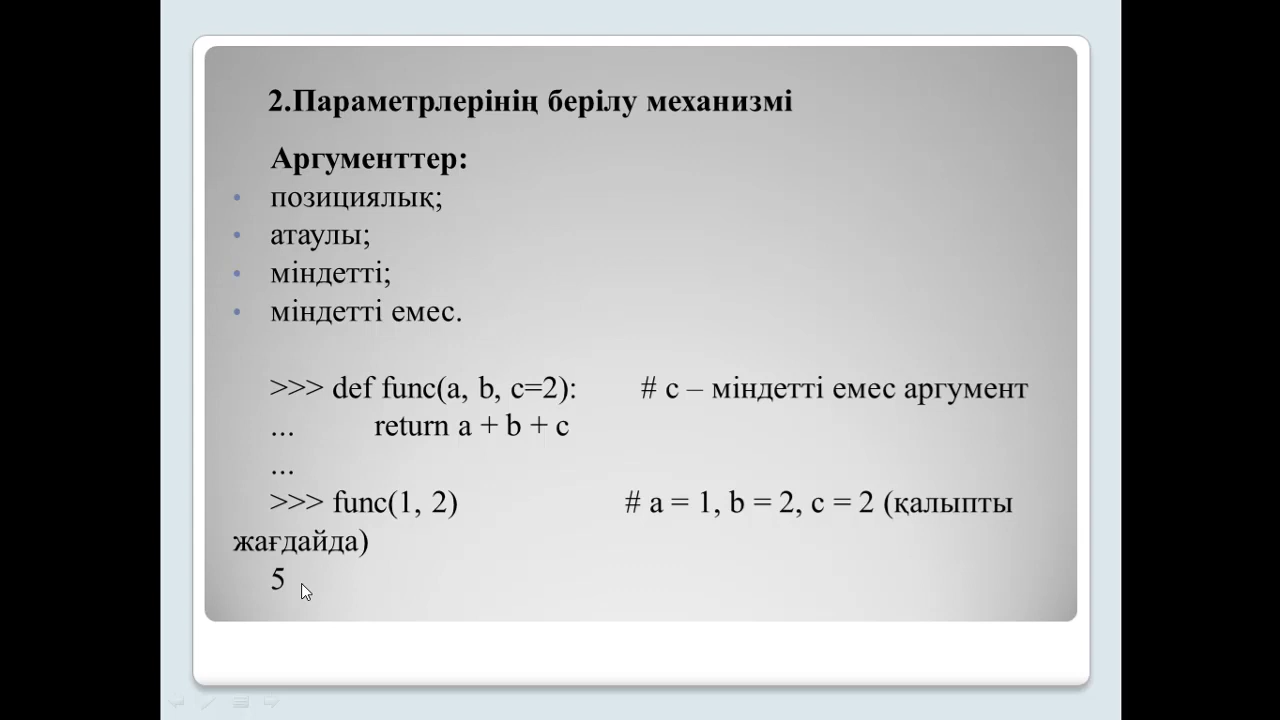 2.Параметрлерінің берілу механизмі
Аргументтер:
• позициялық;
• атаулы;
• міндетті;
• міндетті емес.
>>> def func(a, b, c=2): # c – міндетті емес аргумент
... return a + b + c
...
>>> func(1, 2) # a = 1, b = 2, c = 2 (қалыпты
жағдайда)
5